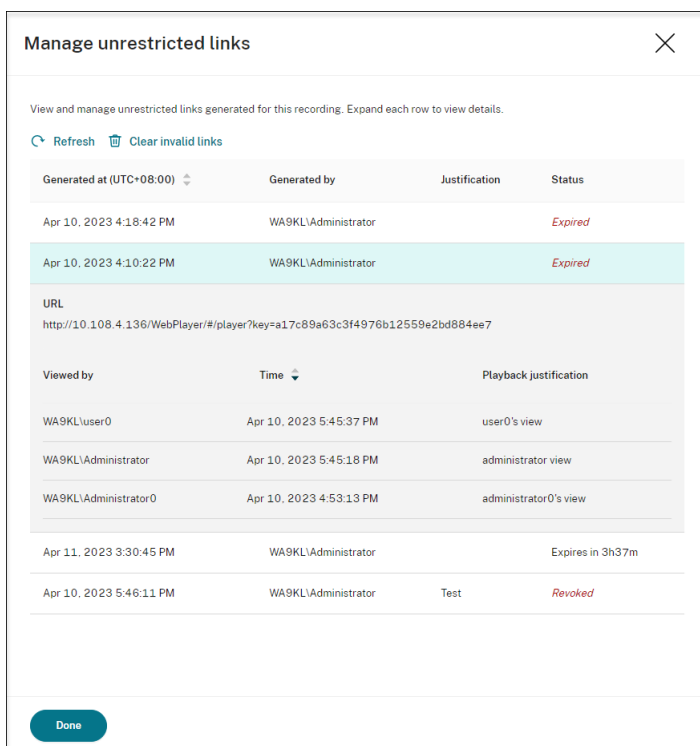 Manage unrestricted links
View and manage unrestricted links generated for this recording. Expand each row to view details.
Refresh Clear invalid links
Generated at (UTC+08:00) Generated by Justification Status
Apr 10, 2023 4:18:42 PM WA9KL\Administrator Expired
Apr 10, 2023 4:10:22 PM WA9KL\Administrator Expired
URL
http://10.108.4.136/WebPlayer/#/player?key=a17c89a63c3f4976b12559e2bd884ee7
Viewed by Time Playback justification
WA9KL\user0 Apr 10, 2023 5:45:37 PM user0's view
WA9KL\Administrator Apr 10, 2023 5:45:18 PM administrator view
WA9KL\Administrator0 Apr 10, 2023 4:53:13 PM administrator0's view
Apr 11, 2023 3:30:45 PM WA9KL\Administrator Expires in 3h37m
Apr 10, 2023 5:46:11 PM WA9KL\Administrator Test Revoked
Done